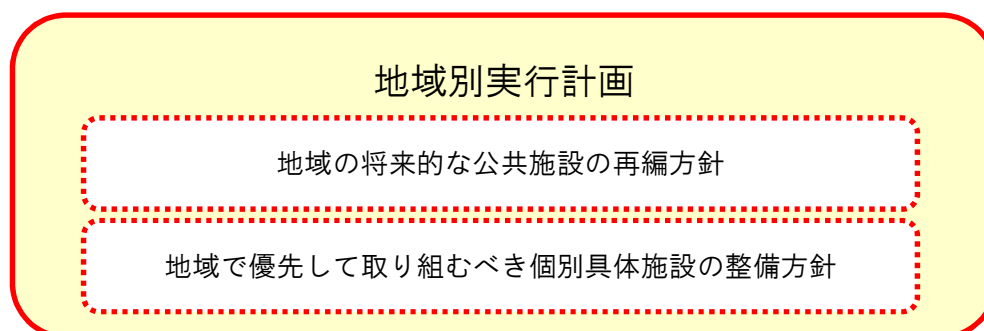 地域別実行計画
地域の将来的な公共施設の再編方針
地域で優先して取り組むべき個別具体施設の整備方針